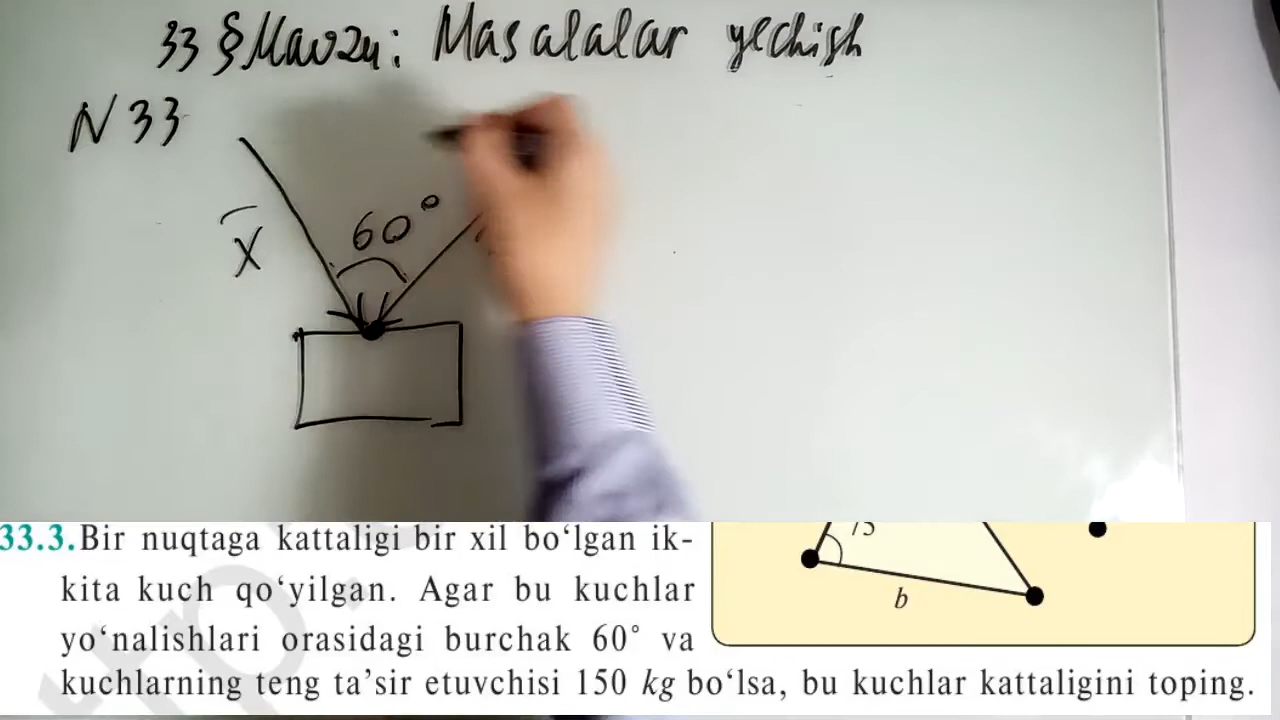 33 § Mavzu: Masalalar yechish
N 33
60°
x
33.3. Bir nuqtaga kattaligi bir xil bo‘lgan ik-
kita kuch qo‘yilgan. Agar bu kuchlar
yo‘nalishlari orasidagi burchak 60° va
kuchlarning teng ta’sir etuvchisi 150 kg bo‘lsa, bu kuchlar kattaligini toping.
b